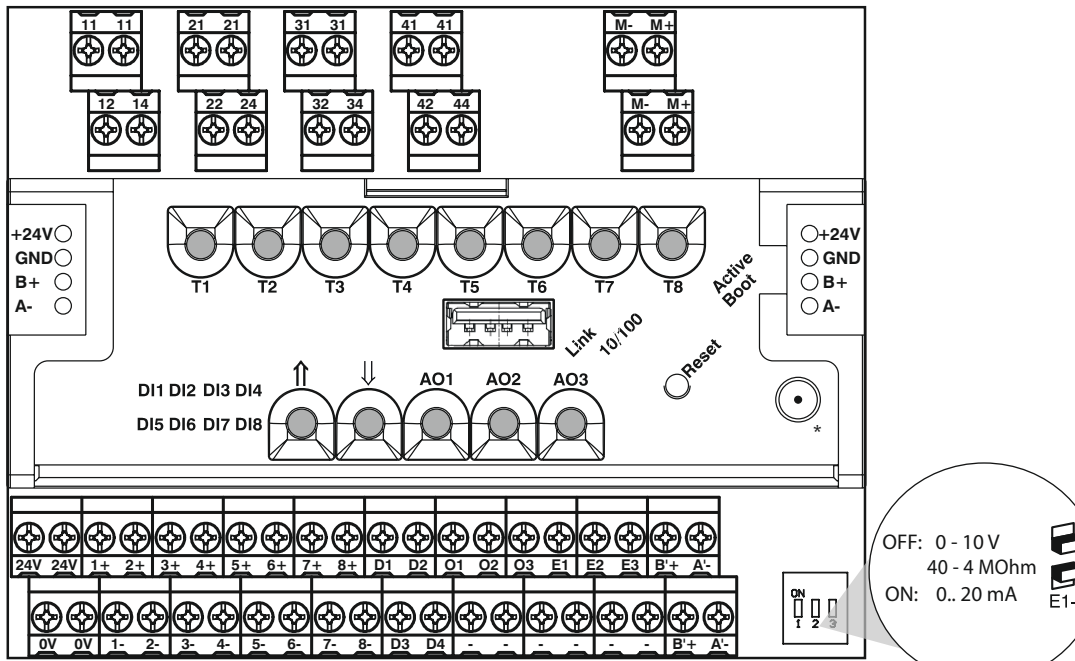 11 11 21 21 31 31 41 41 M- M+
12 14 22 24 32 34 42 44 M- M+
+24V
GND
B+
A-
T1 T2 T3 T4 T5 T6 T7 T8
Active
Boot
+24V
GND
B+
A-
Link
10/100
Reset
⇑ ⇓ AO1 AO2 AO3
DI1 DI2 DI3 DI4
DI5 DI6 DI7 DI8
*
24V 24V 1+ 2+ 3+ 4+ 5+ 6+ 7+ 8+ D1 D2 O1 O2 O3 E1 E2 E3 B'+ A'-
0V 0V 1- 2- 3- 4- 5- 6- 7- 8- D3 D4 - - - - - - B'+ A'-
ON
1 2 3
OFF: 0 - 10 V
40 - 4 MOhm
ON: 0.. 20 mA
E1-